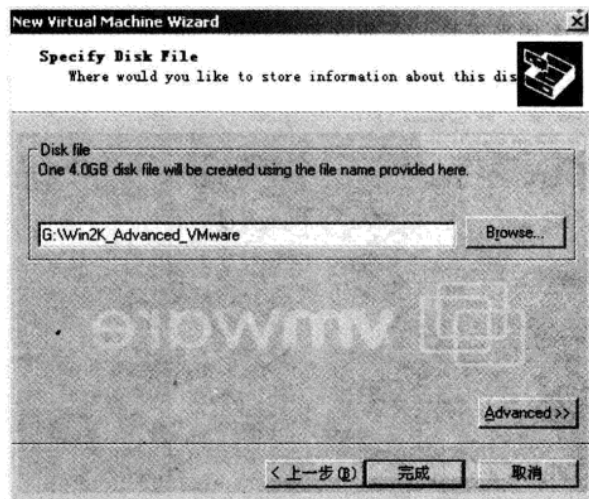 New Virtual Machine Wizard
Specify Disk File
Where would you like to store information about this dis
Disk file
One 4.0GB disk file will be created using the file name provided here.
G:\Win2K_Advanced_VMware
Browse...
vmware
Advanced >>
< 上一步(B)
完成
取消